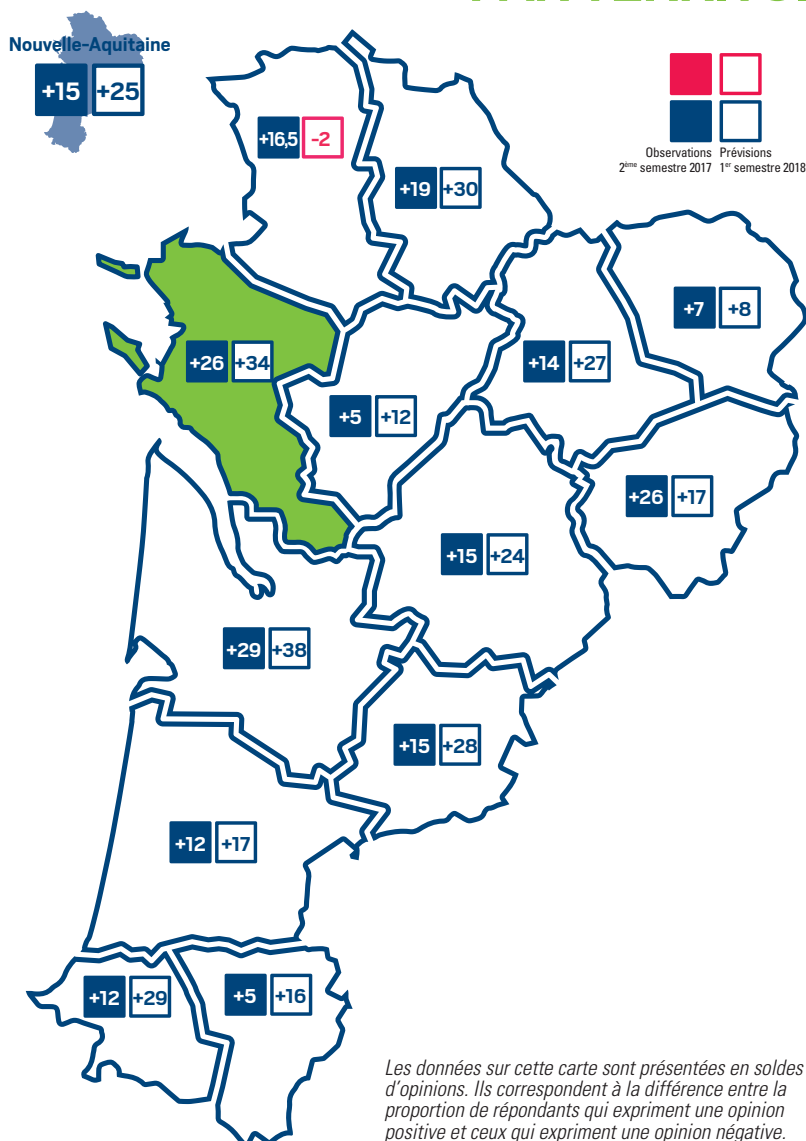 Nouvelle-Aquitaine
+15 +25
Observations Prévisions
2ème semestre 2017 1er semestre 2018
+16,5 -2
+19 +30
+7 +8
+26 +34
+14 +27
+5 +12
+26 +17
+15 +24
+29 +38
+15 +28
+12 +17
+12 +29
+5 +16
Les données sur cette carte sont présentées en soldes
d'opinions. Ils correspondent à la différence entre la
proportion de répondants qui expriment une opinion
positive et ceux qui expriment une opinion négative.